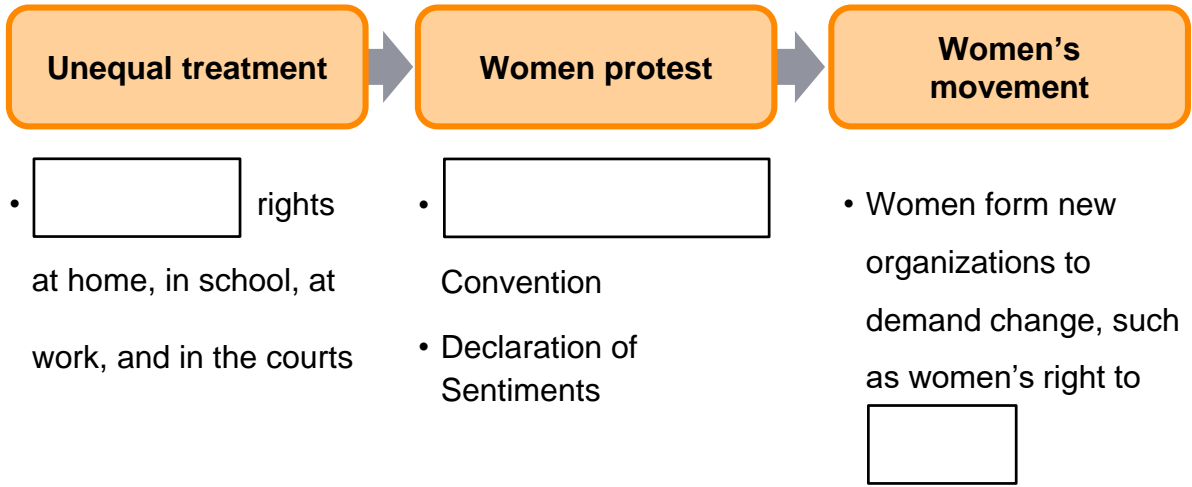 Unequal treatment
Women protest
Women’s
movement
• rights
at home, in school, at
work, and in the courts
•
Convention
• Declaration of
Sentiments
• Women form new
organizations to
demand change, such
as women’s right to